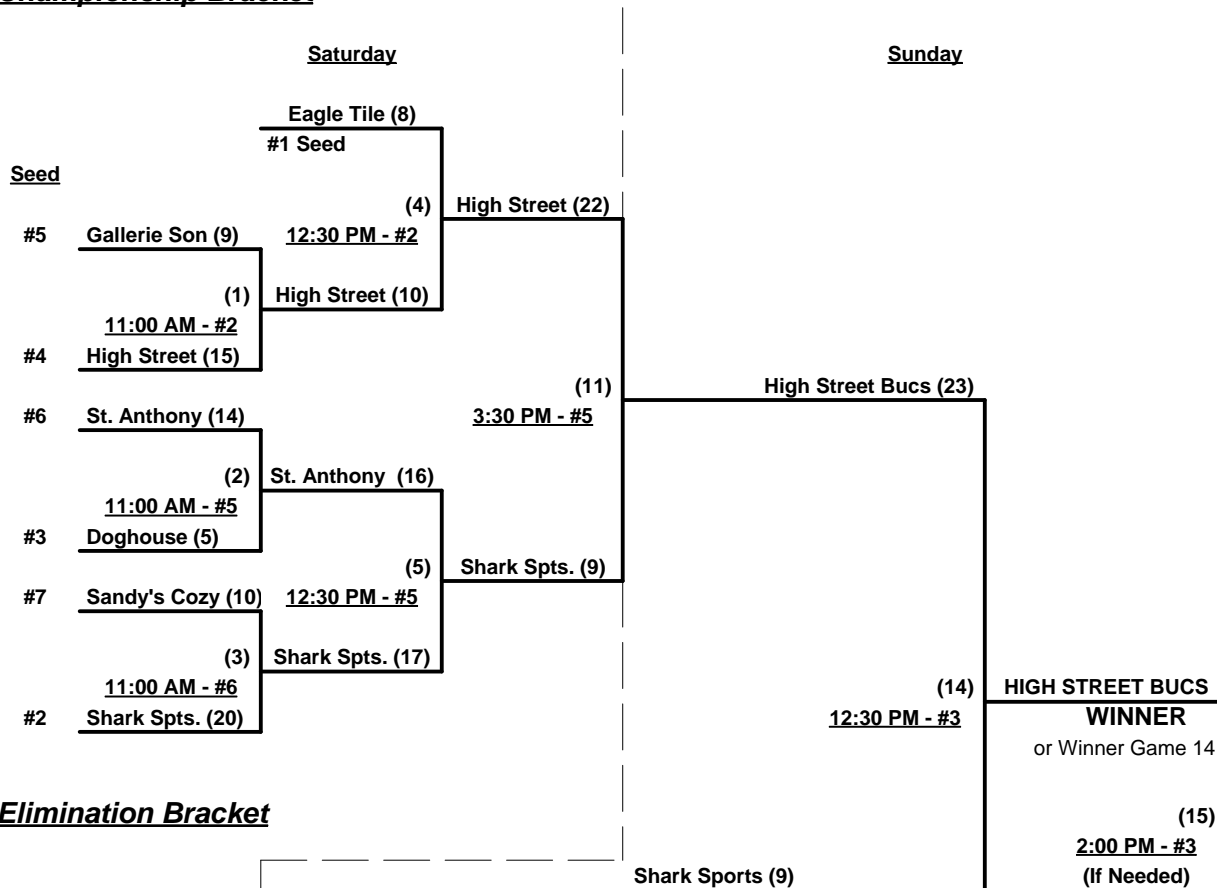 Championship Bracket
Saturday
Sunday
Eagle Tile (8)
#1 Seed
Seed
(4)
High Street (22)
#5
Gallerie Son (9)
12:30 PM - #2
(1)
High Street (10)
11:00 AM - #2
#4
High Street (15)
(11)
High Street Bucs (23)
#6
St. Anthony (14)
3:30 PM - #5
(2)
St. Anthony (16)
11:00 AM - #5
#3
Doghouse (5)
(5)
Shark Spts. (9)
#7
Sandy's Cozy (10)
12:30 PM - #5
(3)
Shark Spts. (17)
11:00 AM - #6
(14)
HIGH STREET BUCS
#2
Shark Spts. (20)
12:30 PM - #3
WINNER
or Winner Game 14
Elimination Bracket
(15)
2:00 PM - #3
Shark Sports (9)
(If Needed)